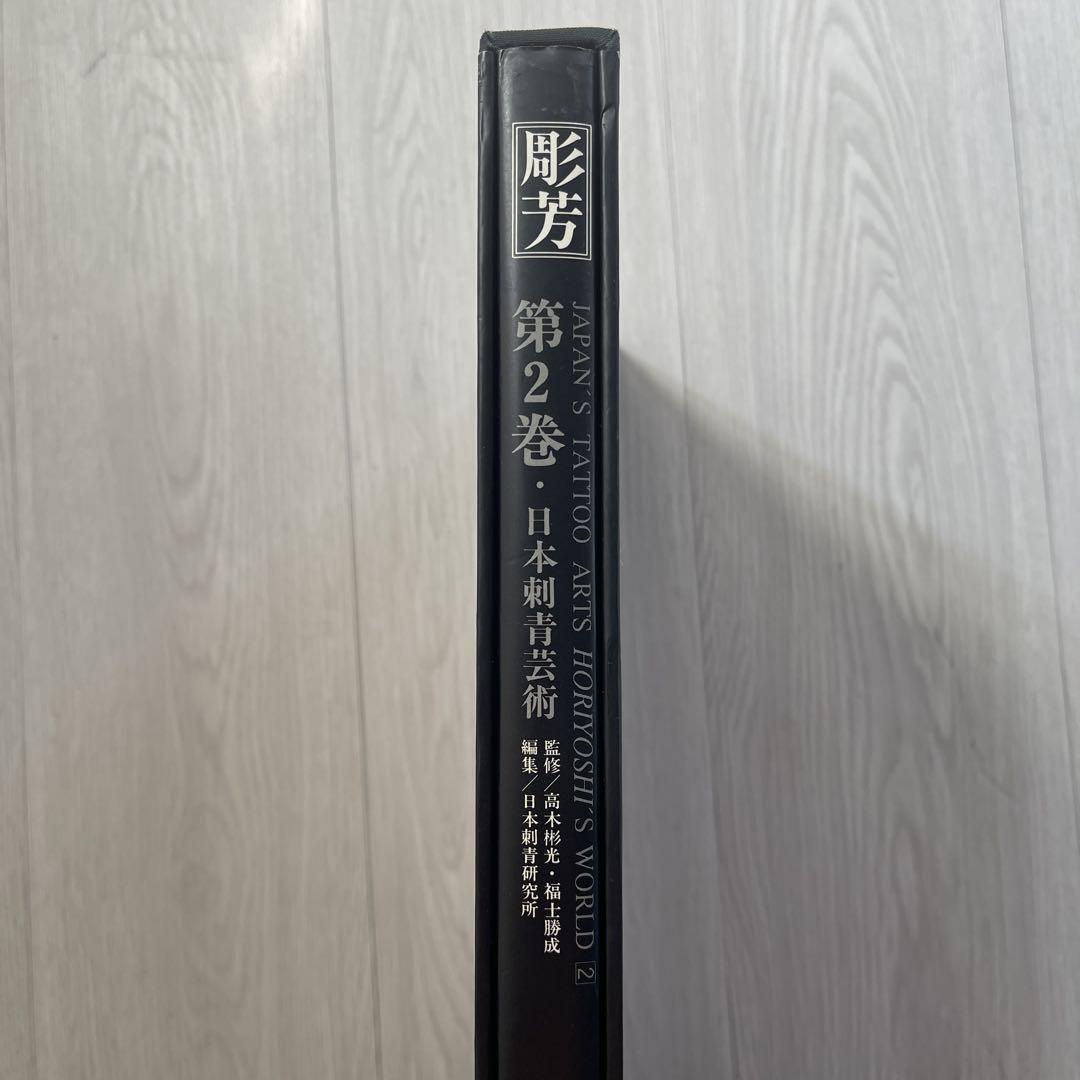 彫芳
第2巻・日本刺青芸術
JAPAN´S TATTOO ARTS HORIYOSHI´S WORLD 2
監修／高木彬光・福士勝成
編集／日本刺青研究所